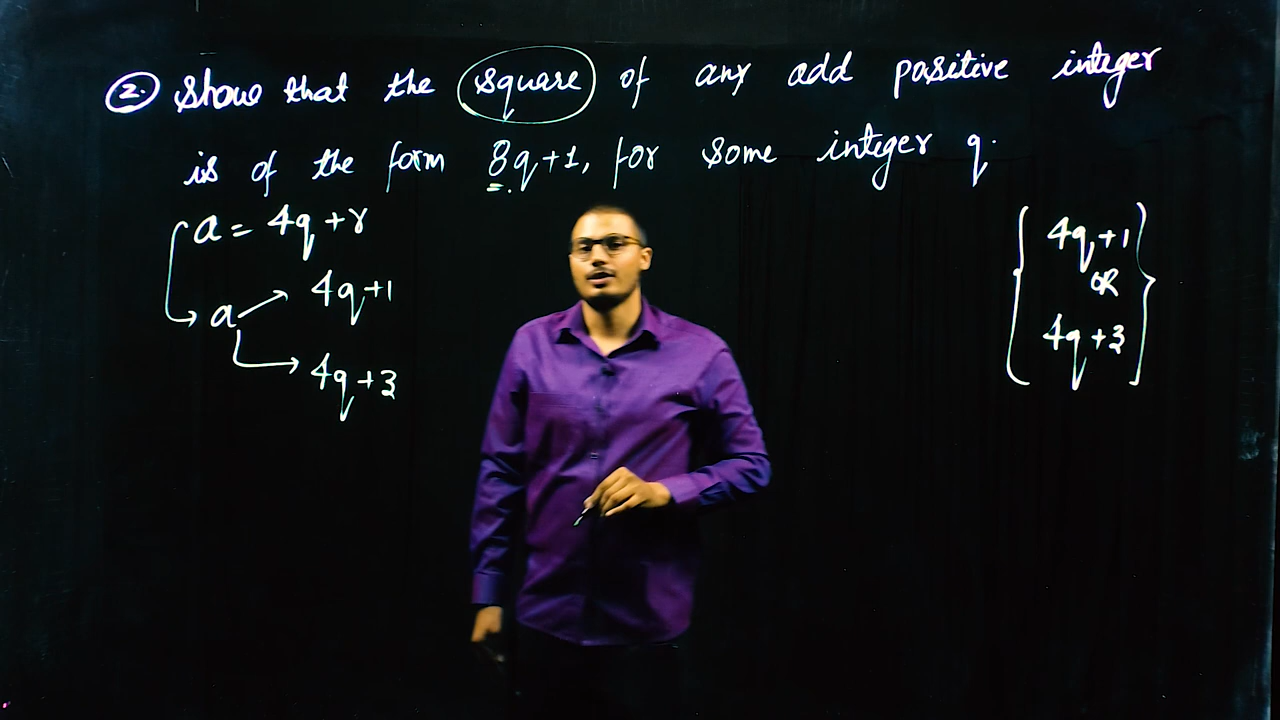 2. Show that the square of any add positive integer
is of the form 8q+1, for some integer q.
a = 4q + r
a → 4q+1
→ 4q+3
4q+1
OR
4q+3